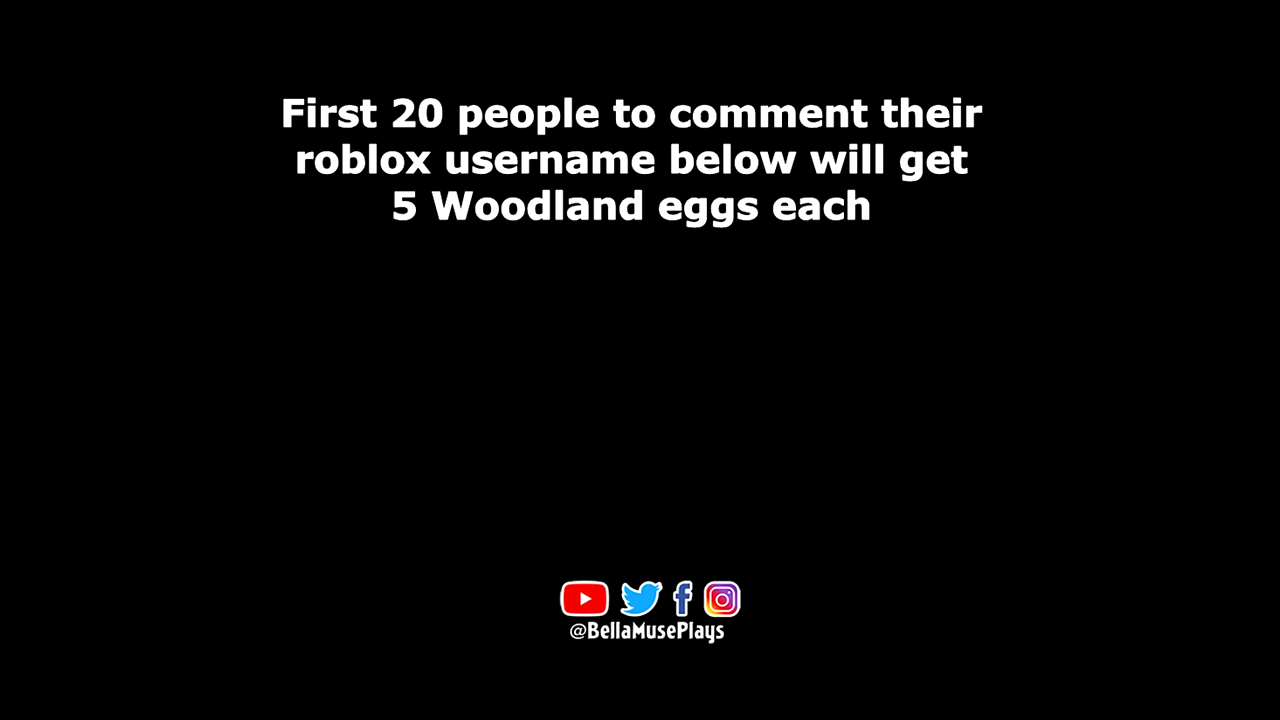 First 20 people to comment their
roblox username below will get
5 Woodland eggs each
@BellaMusePlays